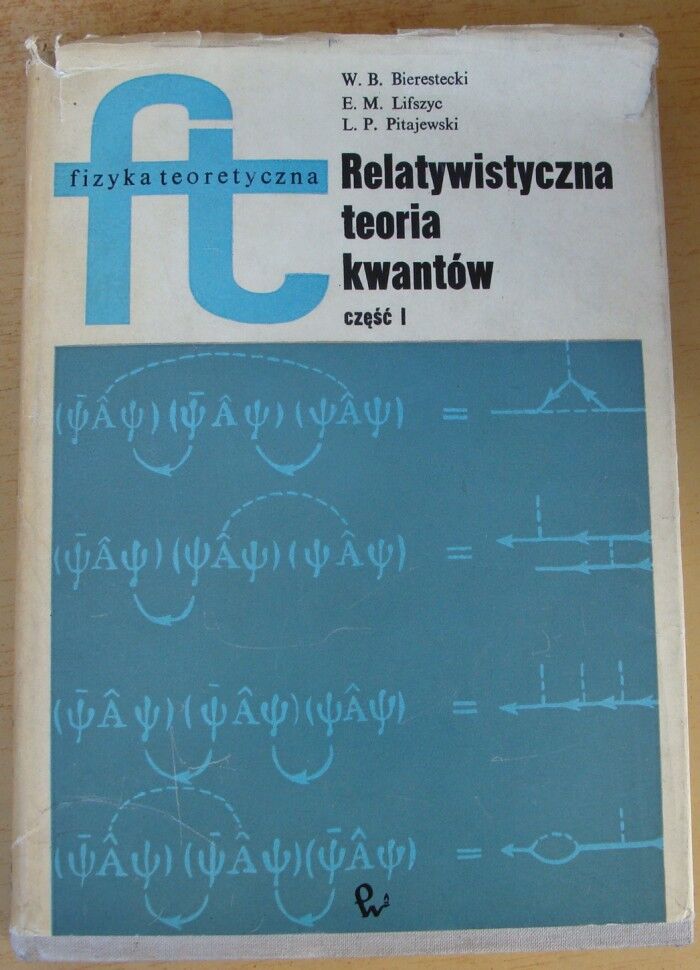 W. B. Bierestecki
E. M. Lifszyc
L. P. Pitajewski
fizyka teoretyczna
Relatywistyczna
teoria
kwantów
część I
(ψ̄Âψ)(ψ̄Âψ)(ψÂψ) =
(ψ̄Âψ)(ψÂψ)(ψÂψ) =
(ψ̄Âψ)(ψ̄Âψ)(ψÂψ) =
(ψ̄Âψ)(ψ̄Âψ)(ψ̄Âψ) =